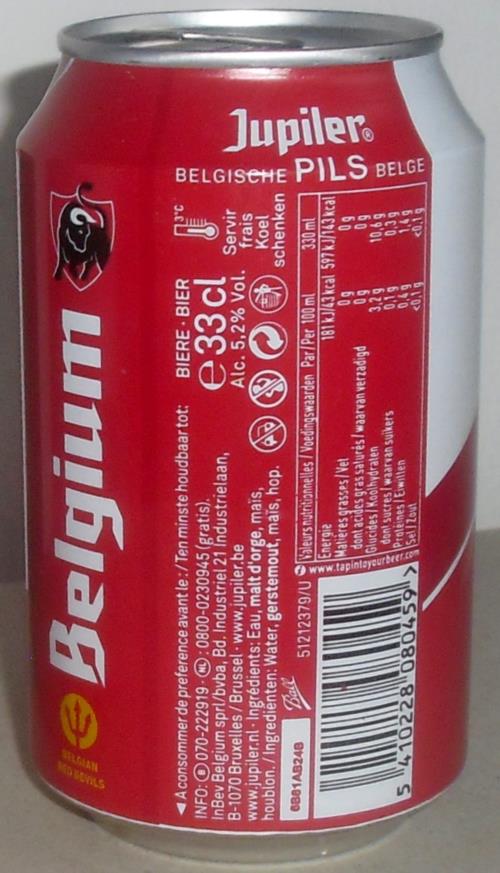 Jupiler®
BELGISCHE PILS BELGE
3°C
Servir
frais
Koel
schenken
BIERE · BIER
e 33cl
Alc. 5,2% Vol.
Belgium
BELGIAN
RED DEVILS
◀ A consommer de preference avant le: / Ten minste houdbaar tot:
INFO: B 070-222919 - NL : 0800-0230945 (gratis).
InBev Belgium sprl/bvba, Bd. Industriel 21 Industrielaan,
B-1070 Bruxelles / Brussel · www.jupiler.be
www.jupiler.nl · Ingrédients: Eau, malt d'orge, maïs,
houblon. / Ingrediënten: Water, gerstemout, maïs, hop.
Ball
6B61AB24B
51212379/U
Valeurs nutritionnelles / Voedingswaarden Par/Per 100 ml 330 ml
Energie 181 kJ/43 kcal 597 kJ/143 kcal
Matières grasses / Vet 0 g 0 g
dont acides gras saturés / waarvan verzadigd 0 g 0 g
Glucides / Koolhydraten 3,2 g 10,6 g
dont sucres / waarvan suikers 0,1 g 0,3 g
Protéines / Eiwitten 0,4 g 1,4 g
Sel / Zout <0,1 g <0,1 g
www.tapintoyourbeer.com
5 410228 080459 >